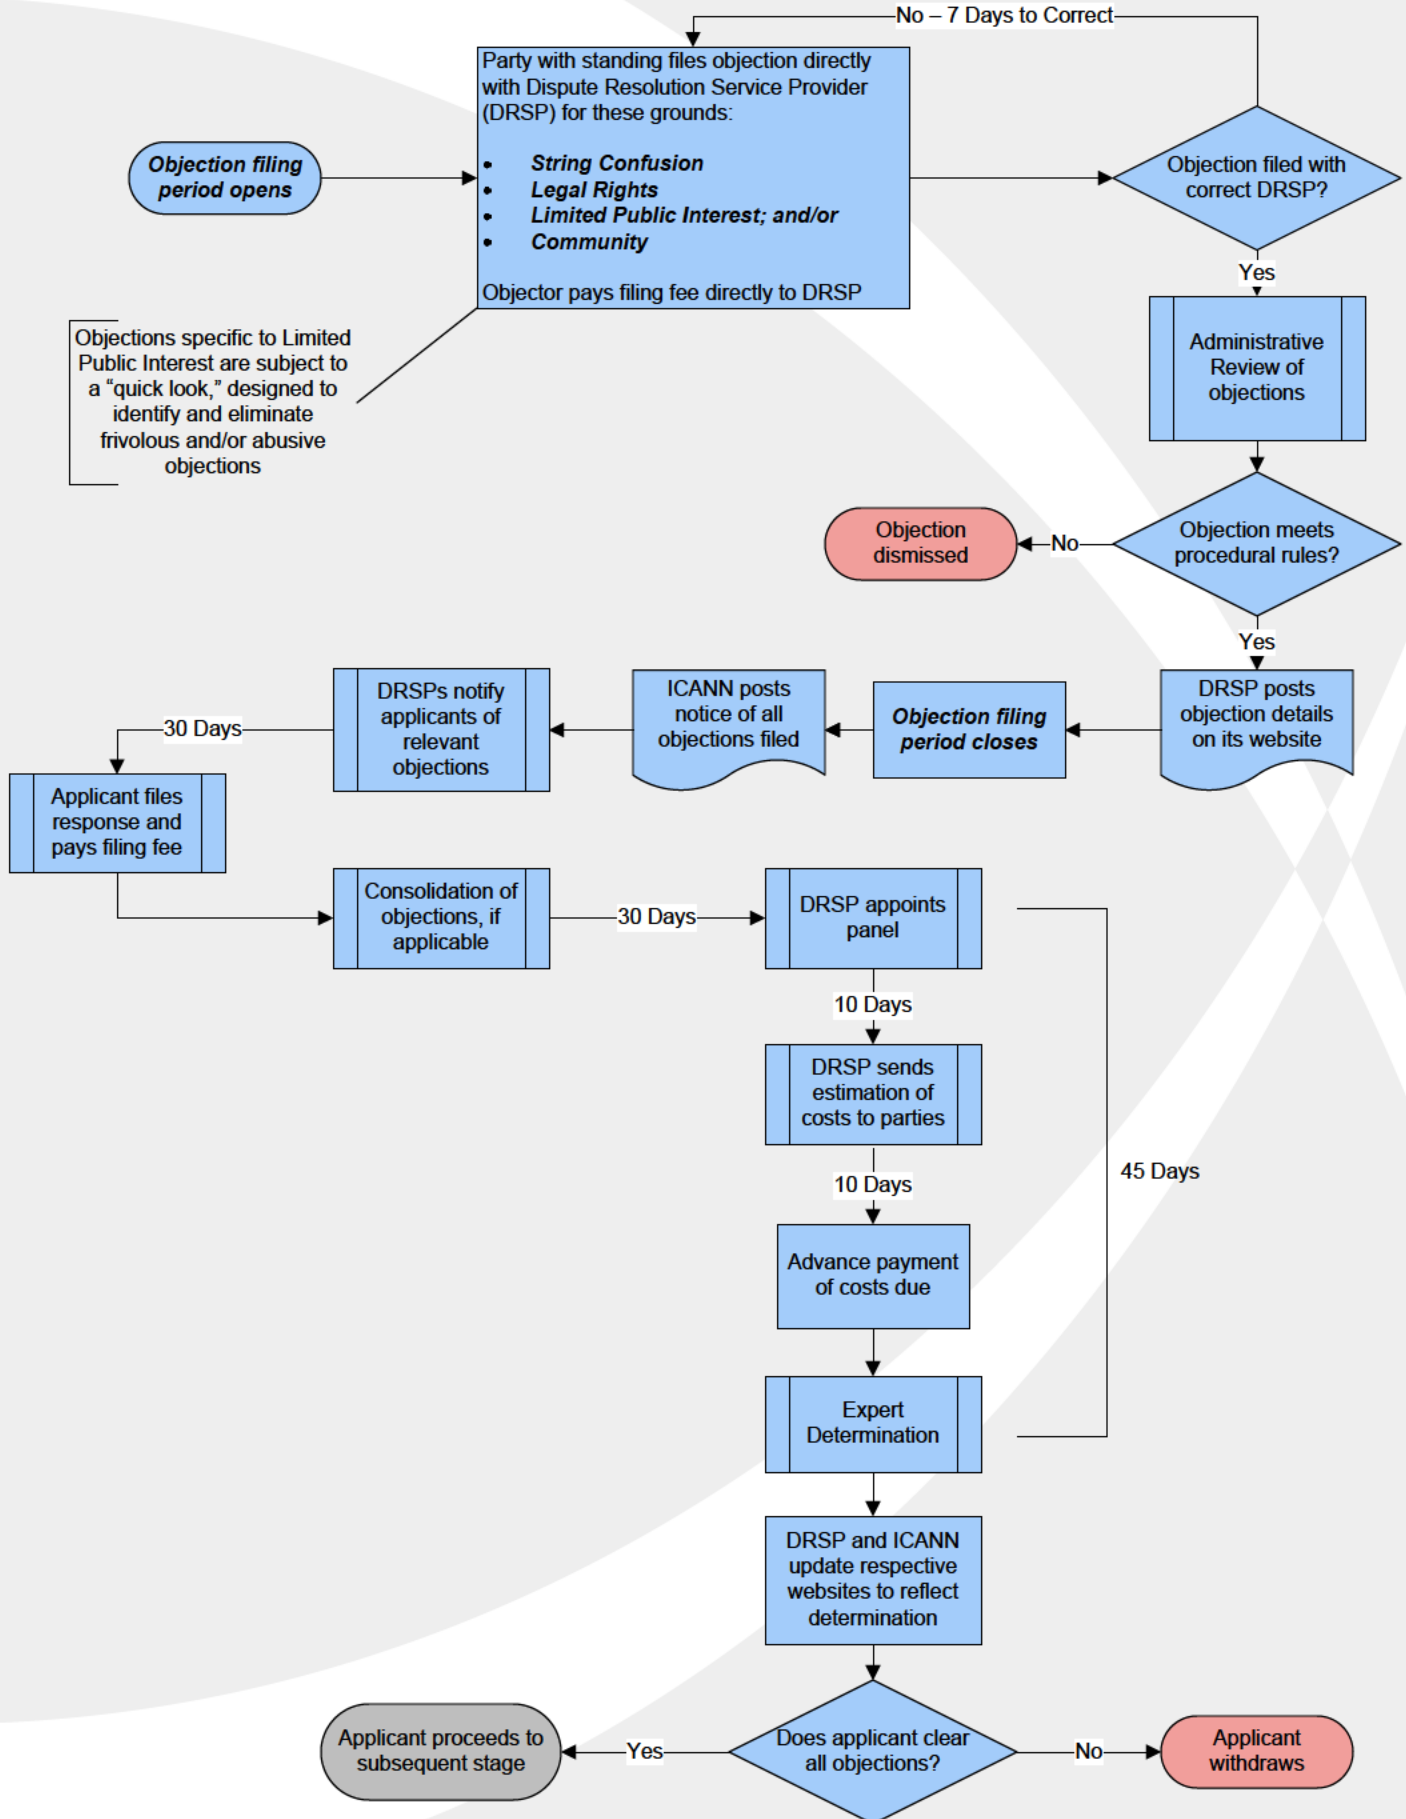 No – 7 Days to Correct
Party with standing files objection directly
with Dispute Resolution Service Provider
(DRSP) for these grounds:
• String Confusion
• Legal Rights
• Limited Public Interest; and/or
• Community
Objector pays filing fee directly to DRSP
Objection filing
period opens
Objection filed with
correct DRSP?
Yes
Objections specific to Limited
Public Interest are subject to
a “quick look,” designed to
identify and eliminate
frivolous and/or abusive
objections
Administrative
Review of
objections
Objection meets
procedural rules?
No
Objection
dismissed
Yes
DRSP posts
objection details
on its website
Objection filing
period closes
ICANN posts
notice of all
objections filed
DRSPs notify
applicants of
relevant
objections
30 Days
Applicant files
response and
pays filing fee
Consolidation of
objections, if
applicable
30 Days
DRSP appoints
panel
10 Days
DRSP sends
estimation of
costs to parties
10 Days
45 Days
Advance payment
of costs due
Expert
Determination
DRSP and ICANN
update respective
websites to reflect
determination
Does applicant clear
all objections?
Yes
Applicant proceeds to
subsequent stage
No
Applicant
withdraws